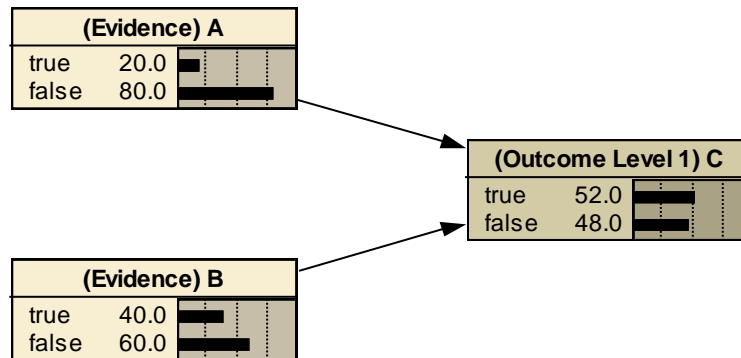 (Evidence) A
true 20.0
false 80.0
(Outcome Level 1) C
true 52.0
false 48.0
(Evidence) B
true 40.0
false 60.0